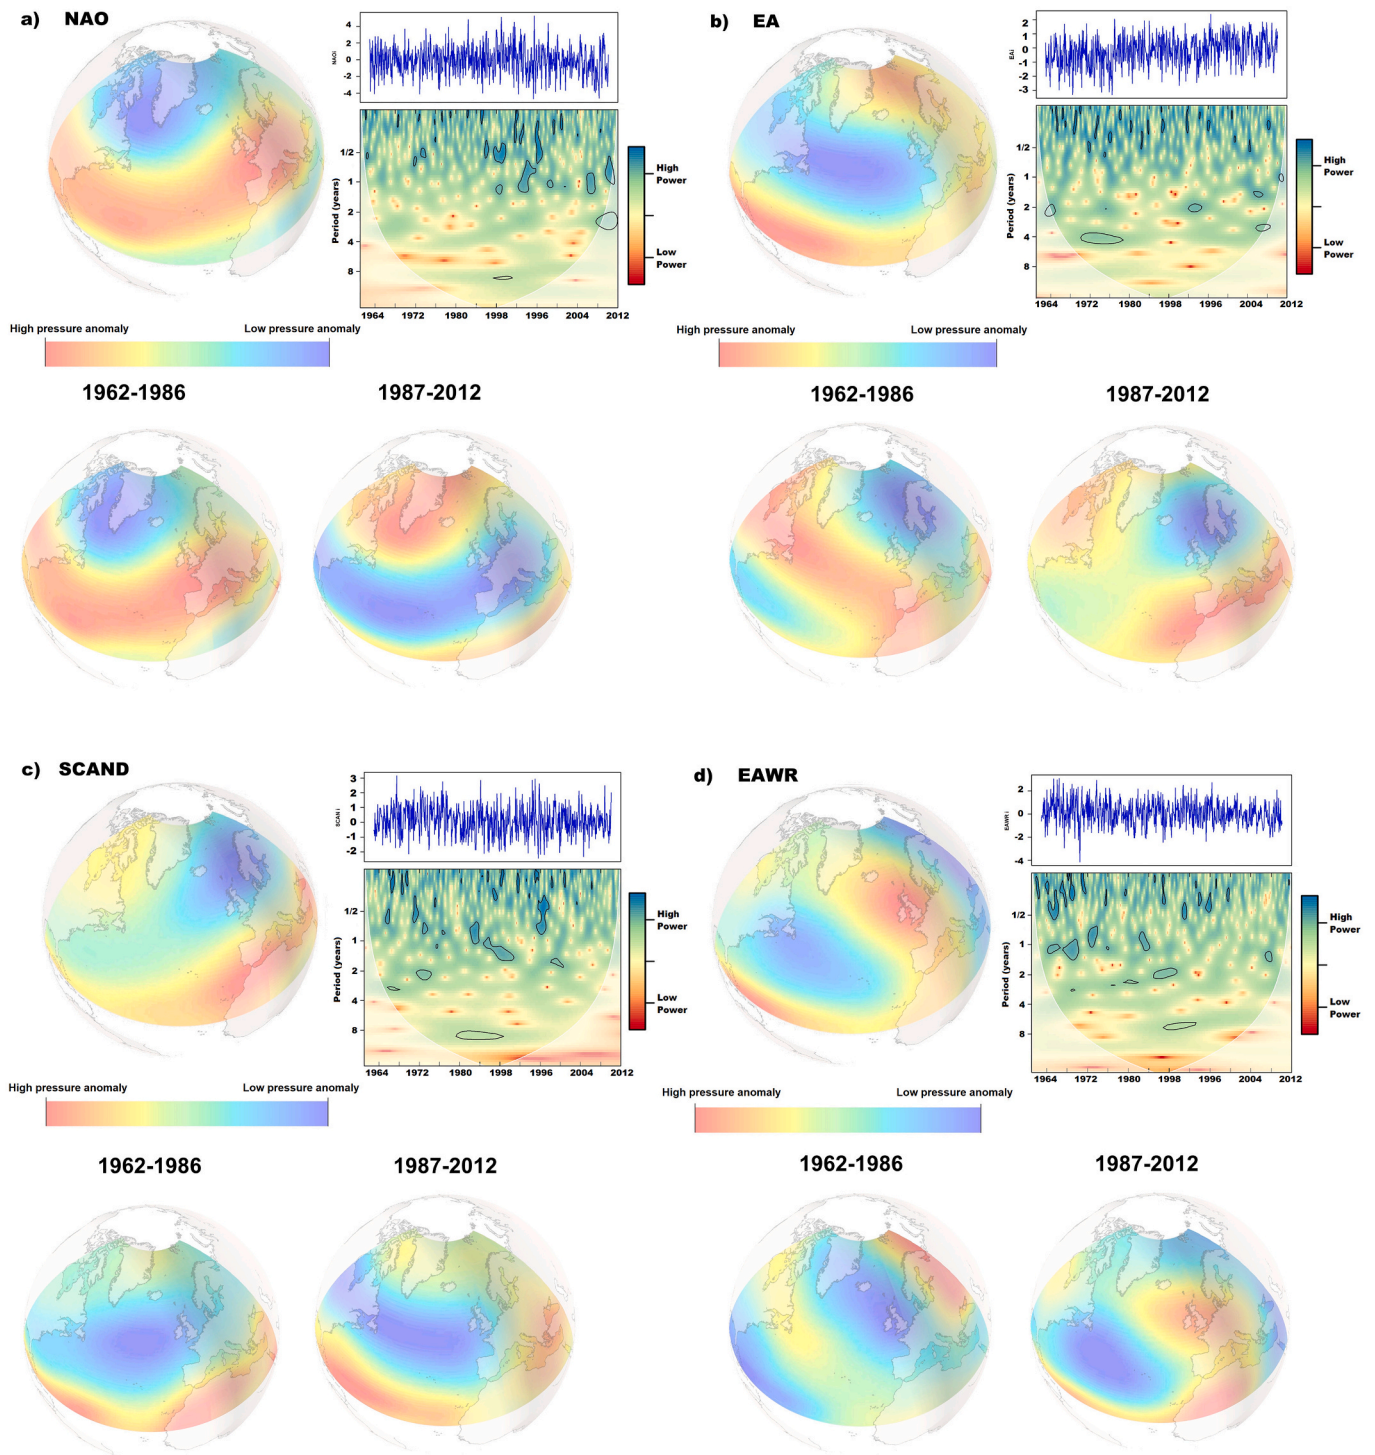 a) NAO
4
2
0
-2
-4
NAOi
1/2
1
2
4
8
Period (years)
1964 1972 1980 1998 1996 2004 2012
High
Power
Low
Power
High pressure anomaly Low pressure anomaly
1962-1986 1987-2012
b) EA
2
1
0
-1
-2
-3
EAi
1/2
1
2
4
8
Period (years)
1964 1972 1980 1998 1996 2004 2012
High
Power
Low
Power
High pressure anomaly Low pressure anomaly
1962-1986 1987-2012
c) SCAND
3
2
1
0
-1
-2
SCAN i
1/2
1
2
4
8
Period (years)
1964 1972 1980 1998 1996 2004 2012
High
Power
Low
Power
High pressure anomaly Low pressure anomaly
1962-1986 1987-2012
d) EAWR
2
0
-2
-4
EAWR i
1/2
1
2
4
8
Period (years)
1964 1972 1980 1998 1996 2004 2012
High
Power
Low
Power
High pressure anomaly Low pressure anomaly
1962-1986 1987-2012